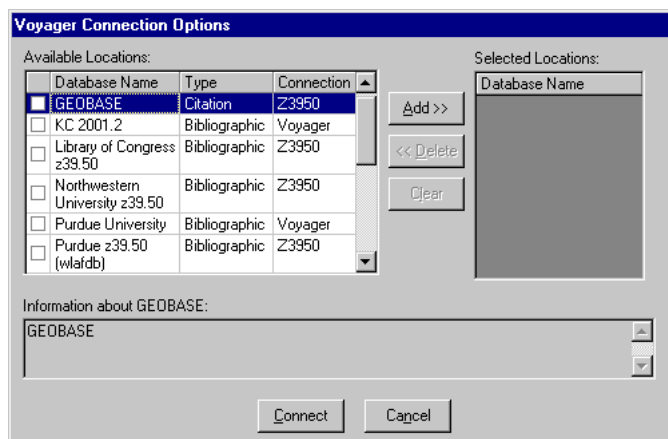 Voyager Connection Options
Available Locations:
Selected Locations:
Database Name Type Connection
GEOBASE Citation Z3950
KC 2001.2 Bibliographic Voyager
Library of Congress Bibliographic Z3950
z39.50
Northwestern Bibliographic Z3950
University z39.50
Purdue University Bibliographic Voyager
Purdue z39.50 Bibliographic Z3950
(wlafdb)
Add >>
<< Delete
Clear
Database Name
Information about GEOBASE:
GEOBASE
Connect Cancel